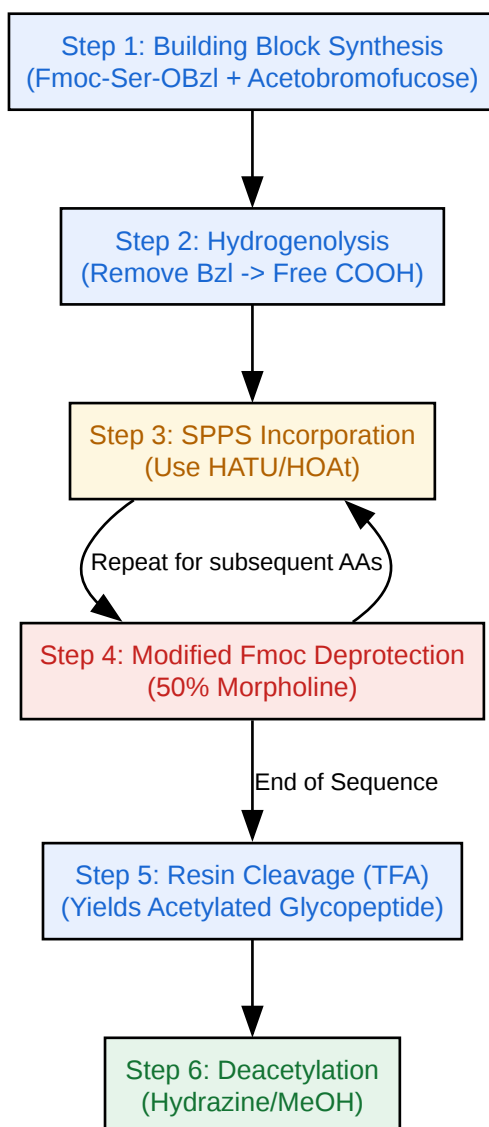 Step 1: Building Block Synthesis
(Fmoc-Ser-OBzl + Acetobromofucose)
Step 2: Hydrogenolysis
(Remove Bzl -> Free COOH)
Step 3: SPPS Incorporation
(Use HATU/HOAt)
Repeat for subsequent AAs
Step 4: Modified Fmoc Deprotection
(50% Morpholine)
End of Sequence
Step 5: Resin Cleavage (TFA)
(Yields Acetylated Glycopeptide)
Step 6: Deacetylation
(Hydrazine/MeOH)